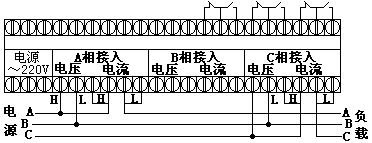 电源 A相接入 B相接入 C相接入
~220V 电压 电流 电压 电流 电压 电流
H L H L L H L
电 A A 负
源 B B 载
C C